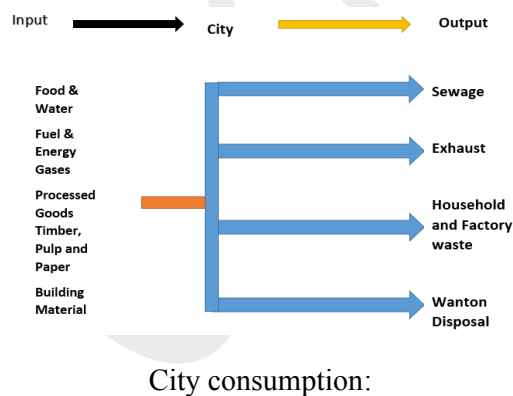 Input
City
Output
Food &
Water
Fuel &
Energy
Gases
Processed
Goods
Timber,
Pulp and
Paper
Building
Material
Sewage
Exhaust
Household
and Factory
waste
Wanton
Disposal
City consumption: